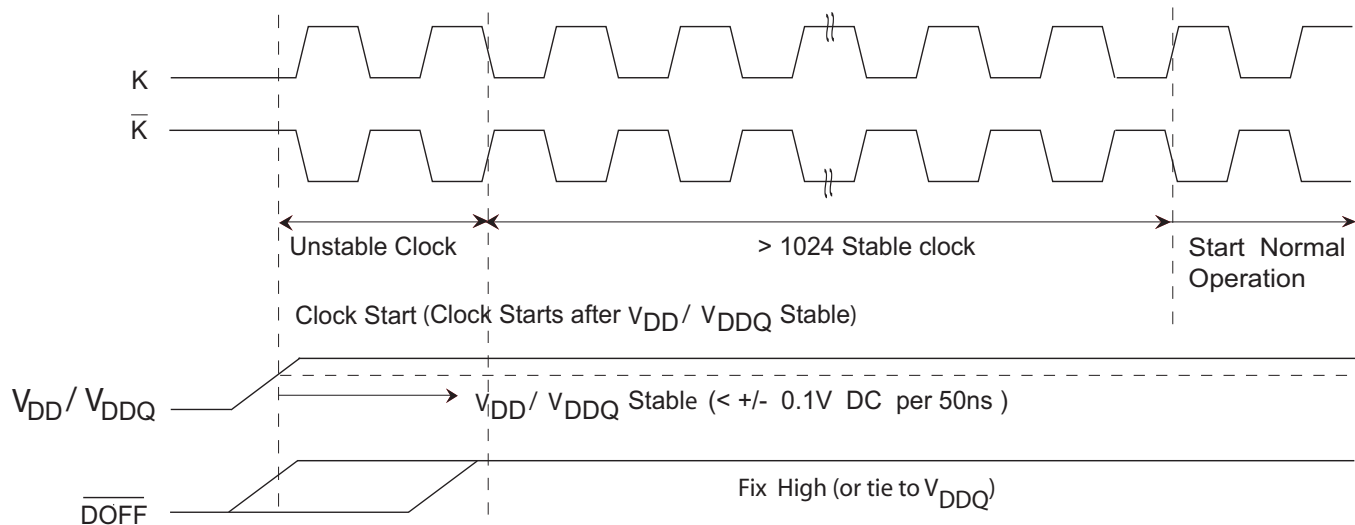 K
K̅
Unstable Clock
> 1024 Stable clock
Start Normal
Operation
Clock Start (Clock Starts after VDD / VDDQ Stable)
VDD / VDDQ
VDD / VDDQ Stable (< +/- 0.1V DC per 50ns )
Fix High (or tie to VDDQ)
D̅O̅F̅F̅